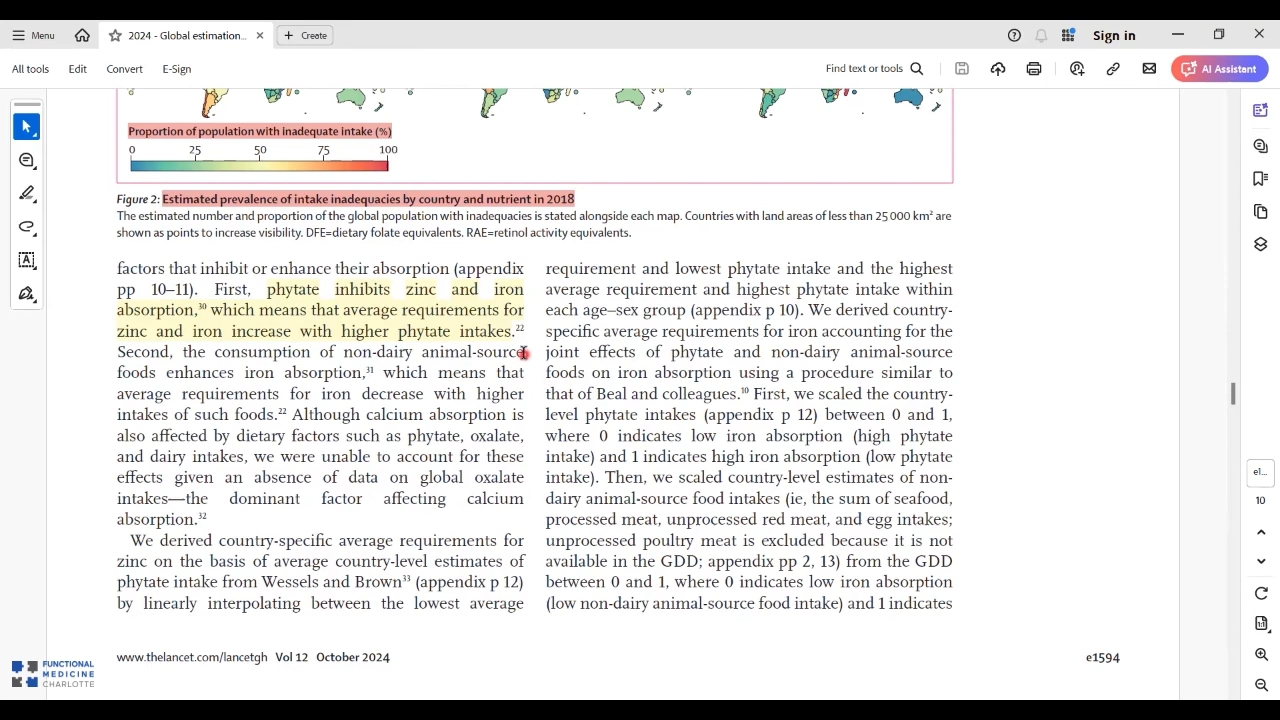 Menu
2024 - Global estimation...
Create
Sign in
All tools
Edit
Convert
E-Sign
Find text or tools
AI Assistant
Proportion of population with inadequate intake (%)
0 25 50 75 100
Figure 2: Estimated prevalence of intake inadequacies by country and nutrient in 2018
The estimated number and proportion of the global population with inadequacies is stated alongside each map. Countries with land areas of less than 25 000 km² are
shown as points to increase visibility. DFE=dietary folate equivalents. RAE=retinol activity equivalents.
factors that inhibit or enhance their absorption (appendix
pp 10–11). First, phytate inhibits zinc and iron
absorption,³⁰ which means that average requirements for
zinc and iron increase with higher phytate intakes.²²
Second, the consumption of non-dairy animal-source
foods enhances iron absorption,³¹ which means that
average requirements for iron decrease with higher
intakes of such foods.²² Although calcium absorption is
also affected by dietary factors such as phytate, oxalate,
and dairy intakes, we were unable to account for these
effects given an absence of data on global oxalate
intakes—the dominant factor affecting calcium
absorption.³²
We derived country-specific average requirements for
zinc on the basis of average country-level estimates of
phytate intake from Wessels and Brown³³ (appendix p 12)
by linearly interpolating between the lowest average
requirement and lowest phytate intake and the highest
average requirement and highest phytate intake within
each age–sex group (appendix p 10). We derived country-
specific average requirements for iron accounting for the
joint effects of phytate and non-dairy animal-source
foods on iron absorption using a procedure similar to
that of Beal and colleagues.¹⁰ First, we scaled the country-
level phytate intakes (appendix p 12) between 0 and 1,
where 0 indicates low iron absorption (high phytate
intake) and 1 indicates high iron absorption (low phytate
intake). Then, we scaled country-level estimates of non-
dairy animal-source food intakes (ie, the sum of seafood,
processed meat, unprocessed red meat, and egg intakes;
unprocessed poultry meat is excluded because it is not
available in the GDD; appendix pp 2, 13) from the GDD
between 0 and 1, where 0 indicates low iron absorption
(low non-dairy animal-source food intake) and 1 indicates
www.thelancet.com/lancetgh Vol 12 October 2024
e1594
e1...
10
FUNCTIONAL
MEDICINE
CHARLOTTE